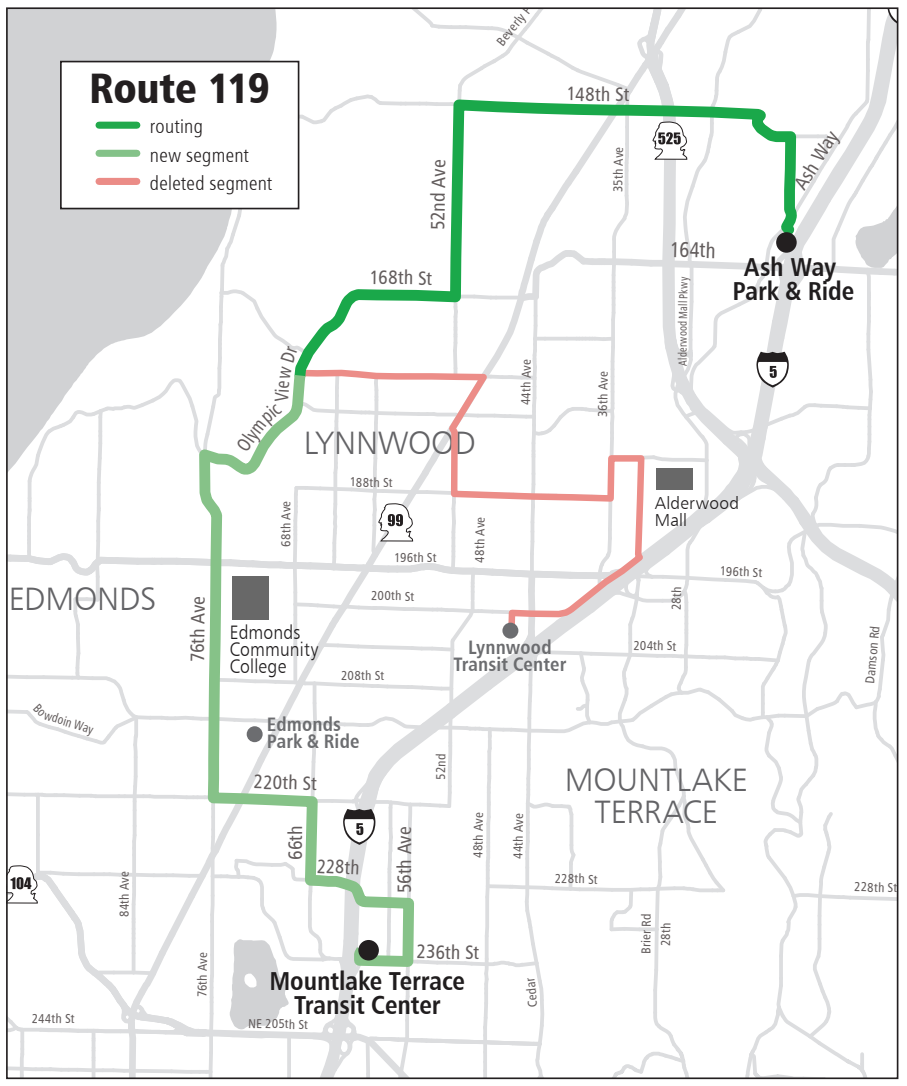 Beverly
Route 119
routing
new segment
deleted segment
148th St
525
35th Ave
Ash Way
52nd Ave
164th
Ash Way
Park & Ride
168th St
Alderwood Mall Pkwy
5
Olympic View Dr
44th Ave
36th Ave
LYNNWOOD
188th St
Alderwood
Mall
68th Ave
99
48th Ave
196th St
196th St
EDMONDS
200th St
28th
76th Ave
Edmonds
Community
College
Lynnwood
Transit Center
204th St
Damson Rd
208th St
Bowdoin Way
Edmonds
Park & Ride
52nd
MOUNTLAKE
TERRACE
220th St
5
66th
56th Ave
48th Ave
44th Ave
228th
104
84th Ave
228th St
228th St
Brier Rd
28th
76th Ave
236th St
Mountlake Terrace
Transit Center
Cedar
244th St
NE 205th St